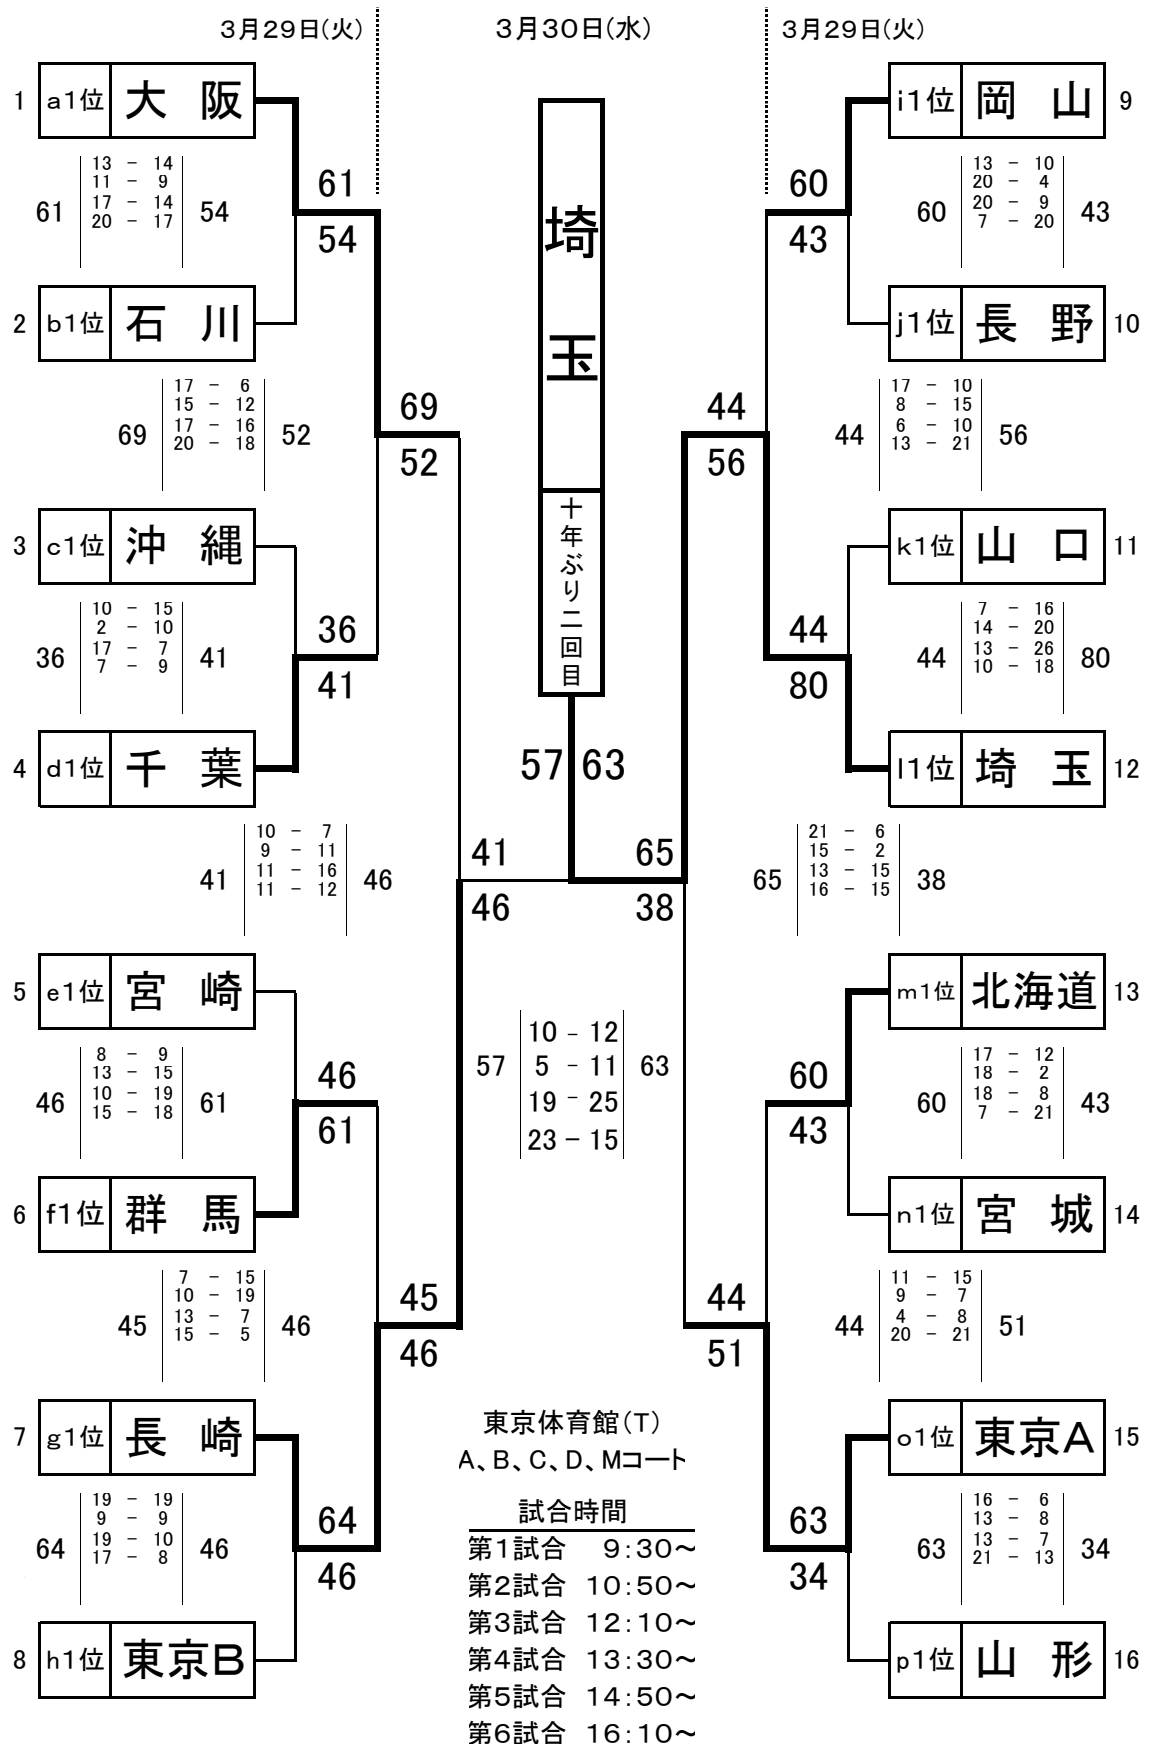 3月29日(火)
3月30日(水)
3月29日(火)
1 a1位 大 阪
61
13 - 14
11 - 9
17 - 14
20 - 17
54
61
54
2 b1位 石 川
69
17 - 6
15 - 12
17 - 16
20 - 18
52
69
52
3 c1位 沖 縄
36
10 - 15
2 - 10
17 - 7
7 - 9
41
36
41
4 d1位 千 葉
41
10 - 7
9 - 11
11 - 16
11 - 12
46
41
46
5 e1位 宮 崎
46
8 - 9
13 - 15
10 - 19
15 - 18
61
46
61
6 f1位 群 馬
45
7 - 15
10 - 19
13 - 7
15 - 5
46
45
46
7 g1位 長 崎
64
19 - 19
9 - 9
19 - 10
17 - 8
46
64
46
8 h1位 東京B
埼玉
十年ぶり二回目
57 63
57
10 - 12
5 - 11
19 - 25
23 - 15
63
i1位 岡 山 9
60
13 - 10
20 - 4
20 - 9
7 - 20
43
60
43
j1位 長 野 10
44
17 - 10
8 - 15
6 - 10
13 - 21
56
44
56
k1位 山 口 11
44
7 - 16
14 - 20
13 - 26
10 - 18
80
44
80
l1位 埼 玉 12
65
21 - 6
15 - 2
13 - 15
16 - 15
38
65
38
m1位 北海道 13
60
17 - 12
18 - 2
18 - 8
7 - 21
43
60
43
n1位 宮 城 14
44
11 - 15
9 - 7
4 - 8
20 - 21
51
44
51
o1位 東京A 15
63
16 - 6
13 - 8
13 - 7
21 - 13
34
63
34
p1位 山 形 16
東京体育館(T)
A、B、C、D、Mコート
試合時間
第1試合 9:30～
第2試合 10:50～
第3試合 12:10～
第4試合 13:30～
第5試合 14:50～
第6試合 16:10～